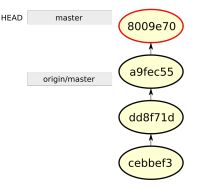 HEAD master 8009e70
a9fec55
origin/master
dd8f71d
cebbef3